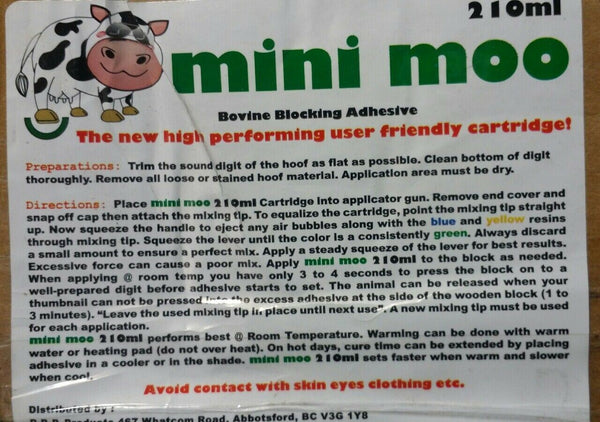 210ml
mini moo
Bovine Blocking Adhesive
The new high performing user friendly cartridge!
Preparations: Trim the sound digit of the hoof as flat as possible. Clean bottom of digit
thoroughly. Remove all loose or stained hoof material. Application area must be dry.
Directions: Place mini moo 210ml Cartridge into applicator gun. Remove end cover and
snap off cap then attach the mixing tip. To equalize the cartridge, point the mixing tip straight
up. Now squeeze the handle to eject any air bubbles along with the blue and yellow resins
through mixing tip. Squeeze the lever until the color is a consistently green. Always discard
a small amount to ensure a perfect mix. Apply a steady squeeze of the lever for best results.
Excessive force can cause a poor mix. Apply mini moo 210ml to the block as needed.
When applying @ room temp you have only 3 to 4 seconds to press the block on to a
well-prepared digit before adhesive starts to set. The animal can be released when your
thumbnail can not be pressed into the excess adhesive at the side of the wooden block (1 to
3 minutes). "Leave the used mixing tip in place until next use". A new mixing tip must be used
for each application.
mini moo 210ml performs best @ Room Temperature. Warming can be done with warm
water or heating pad (do not over heat). On hot days, cure time can be extended by placing
adhesive in a cooler or in the shade. mini moo 210ml sets faster when warm and slower
when cool.
Avoid contact with skin eyes clothing etc.
Distributed by :
Products 467 Whatcom Road, Abbotsford, BC V3G 1Y8